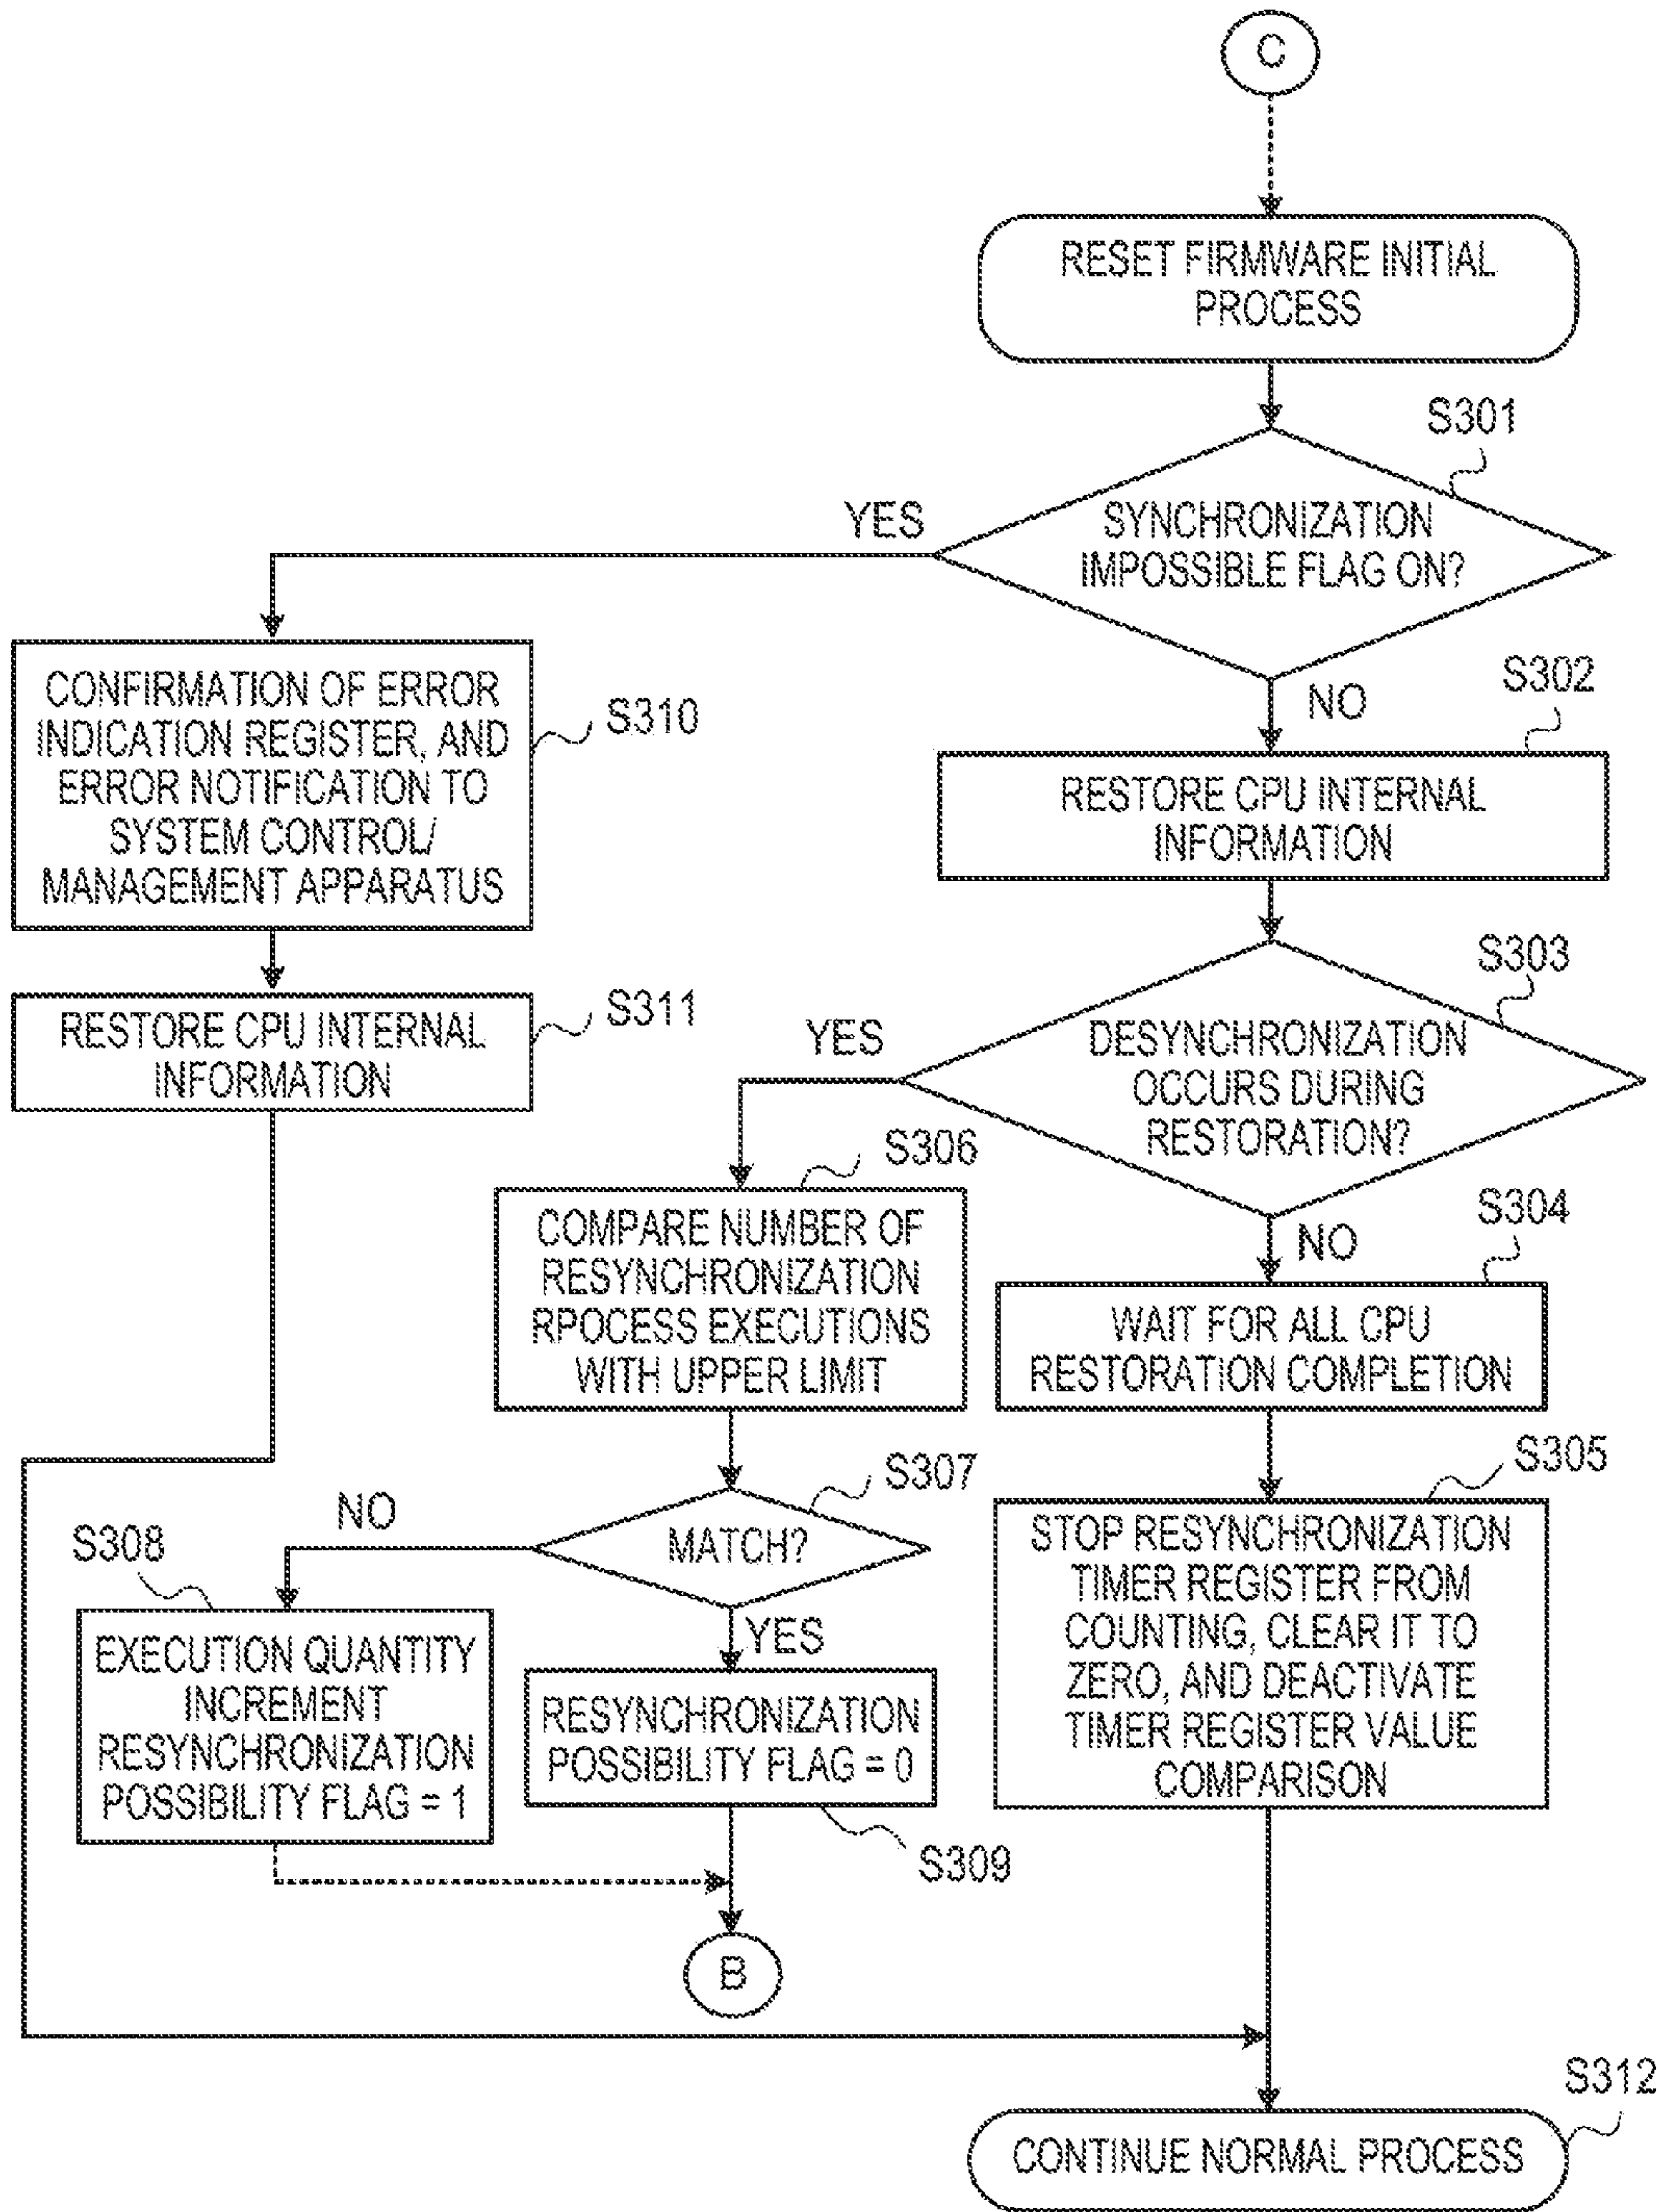 C
RESET FIRMWARE INITIAL
PROCESS
S301
YES
SYNCHRONIZATION
IMPOSSIBLE FLAG ON?
NO
S302
CONFIRMATION OF ERROR
INDICATION REGISTER, AND
ERROR NOTIFICATION TO
SYSTEM CONTROL/
MANAGEMENT APPARATUS
S310
RESTORE CPU INTERNAL
INFORMATION
S303
RESTORE CPU INTERNAL
INFORMATION
S311
YES
DESYNCHRONIZATION
OCCURS DURING
RESTORATION?
S306
NO
S304
COMPARE NUMBER OF
RESYNCHRONIZATION
RPOCESS EXECUTIONS
WITH UPPER LIMIT
WAIT FOR ALL CPU
RESTORATION COMPLETION
S307
S305
NO
MATCH?
S308
YES
STOP RESYNCHRONIZATION
TIMER REGISTER FROM
COUNTING, CLEAR IT TO
ZERO, AND DEACTIVATE
TIMER REGISTER VALUE
COMPARISON
EXECUTION QUANTITY
INCREMENT
RESYNCHRONIZATION
POSSIBILITY FLAG = 1
RESYNCHRONIZATION
POSSIBILITY FLAG = 0
S309
B
S312
CONTINUE NORMAL PROCESS